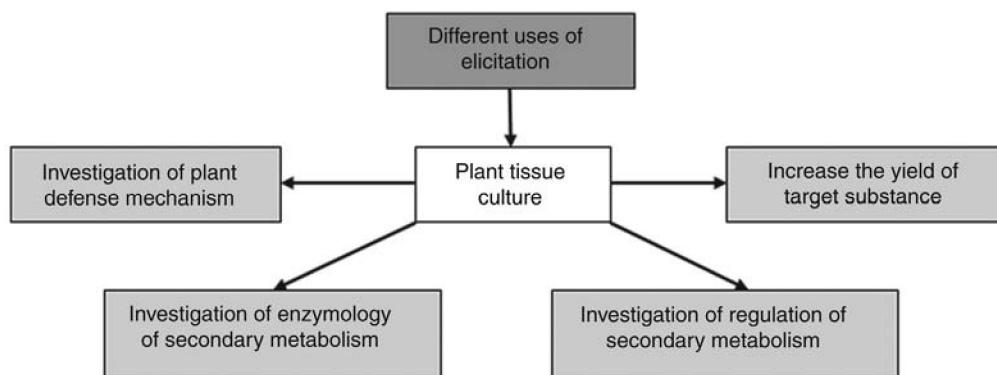 Different uses of
elicitation
Investigation of plant
defense mechanism
Plant tissue
culture
Increase the yield of
target substance
Investigation of enzymology
of secondary metabolism
Investigation of regulation of
secondary metabolism